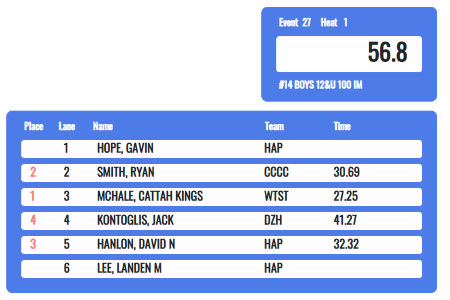 Event 27 Heat 1
56.8
#14 BOYS 12&U 100 IM
Place Lane Name Team Time
1 HOPE, GAVIN HAP
2 2 SMITH, RYAN CCCC 30.69
1 3 MCHALE, CATTAH KINGS WTST 27.25
4 4 KONTOGLIS, JACK DZH 41.27
3 5 HANLON, DAVID N HAP 32.32
6 LEE, LANDEN M HAP